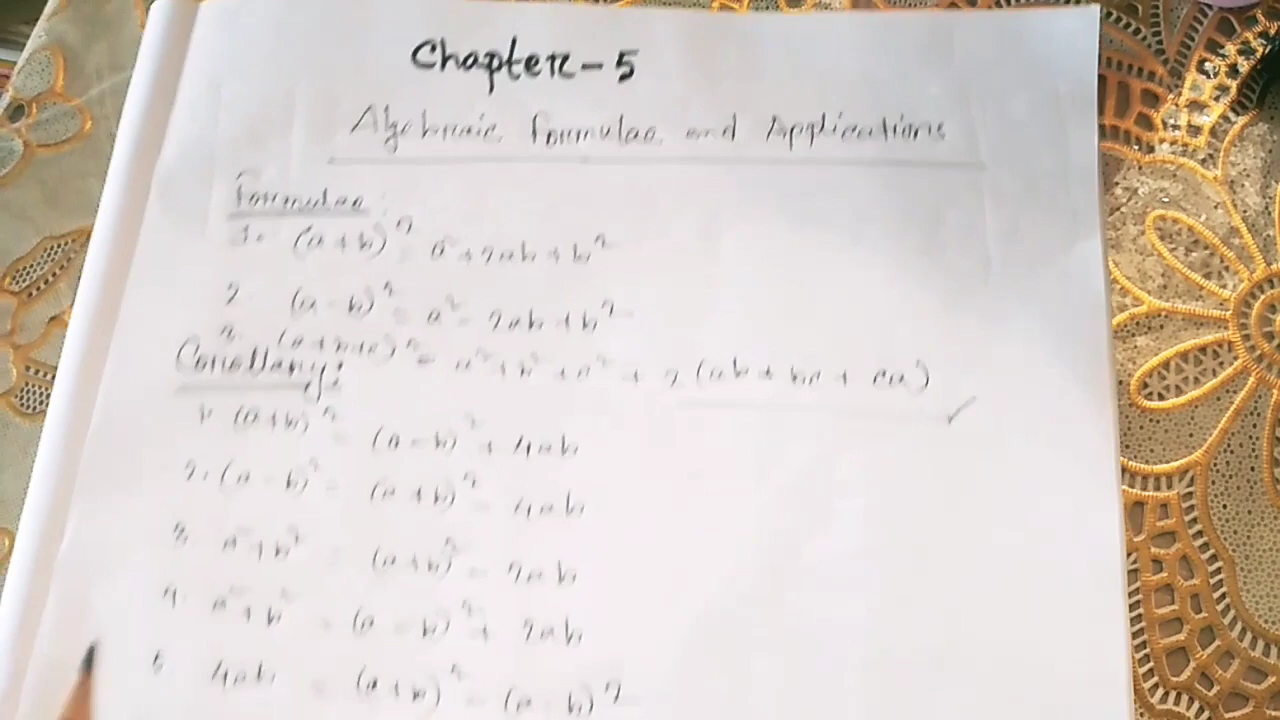 Chapter - 5
Algebraic Formulae and Applications
Formulae:
1. (a+b)² = a²+2ab+b²
2. (a-b)² = a²-2ab+b²
3. (a+b+c)² = a²+b²+c²+2(ab+bc+ca)
Corollary:
1. (a+b)² = (a-b)²+4ab
2. (a-b)² = (a+b)²-4ab
3. a²+b² = (a+b)²-2ab
4. a²+b² = (a-b)²+2ab
5. 4ab = (a+b)²-(a-b)²